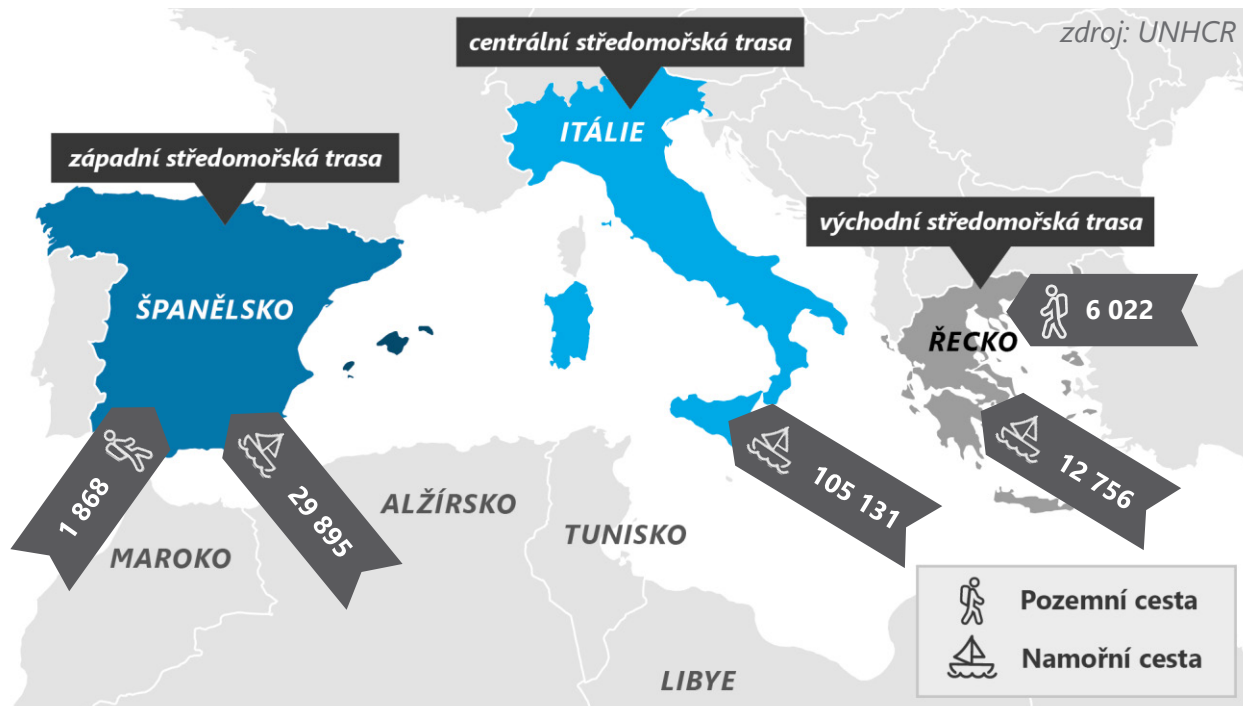 zdroj: UNHCR
centrální středomořská trasa
ITÁLIE
západní středomořská trasa
východní středomořská trasa
ŠPANĚLSKO
6 022
ŘECKO
1 868
29 895
105 131
12 756
ALŽÍRSKO
TUNISKO
MAROKO
LIBYE
Pozemní cesta
Namořní cesta